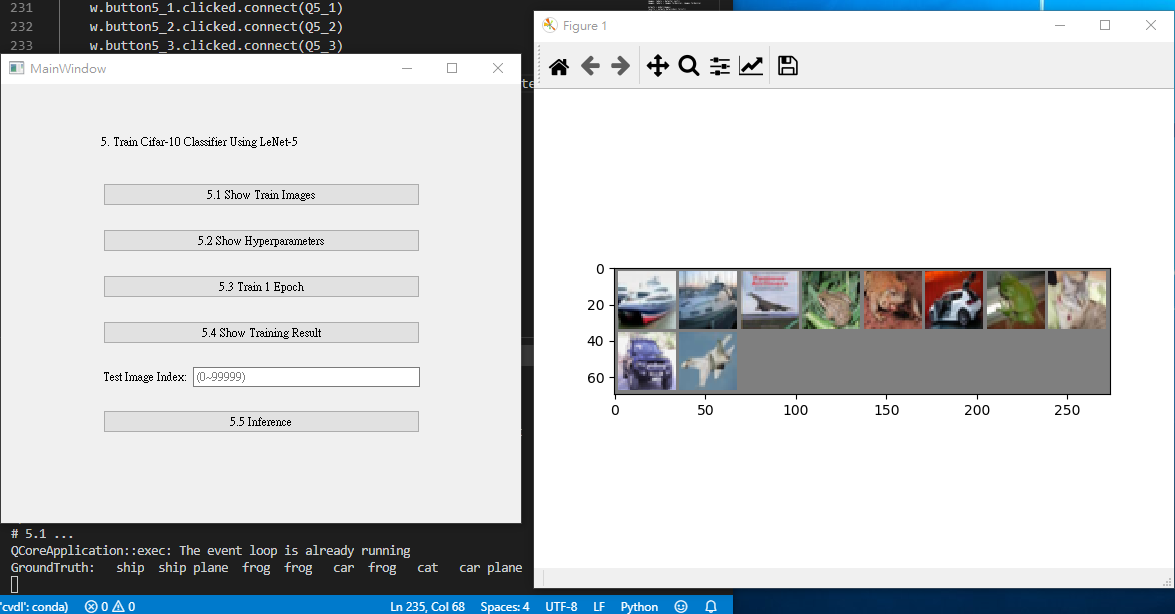 231 w.button5_1.clicked.connect(Q5_1)
232 w.button5_2.clicked.connect(Q5_2)
233 w.button5_3.clicked.connect(Q5_3)
MainWindow
5. Train Cifar-10 Classifier Using LeNet-5
5.1 Show Train Images
5.2 Show Hyperparameters
5.3 Train 1 Epoch
5.4 Show Training Result
Test Image Index: (0~99999)
5.5 Inference
# 5.1 ...
QCoreApplication::exec: The event loop is already running
GroundTruth: ship ship plane frog frog car frog cat car plane
'cvdl': conda) 0 0 Ln 235, Col 68 Spaces: 4 UTF-8 LF Python
Figure 1
0
20
40
60
0 50 100 150 200 250